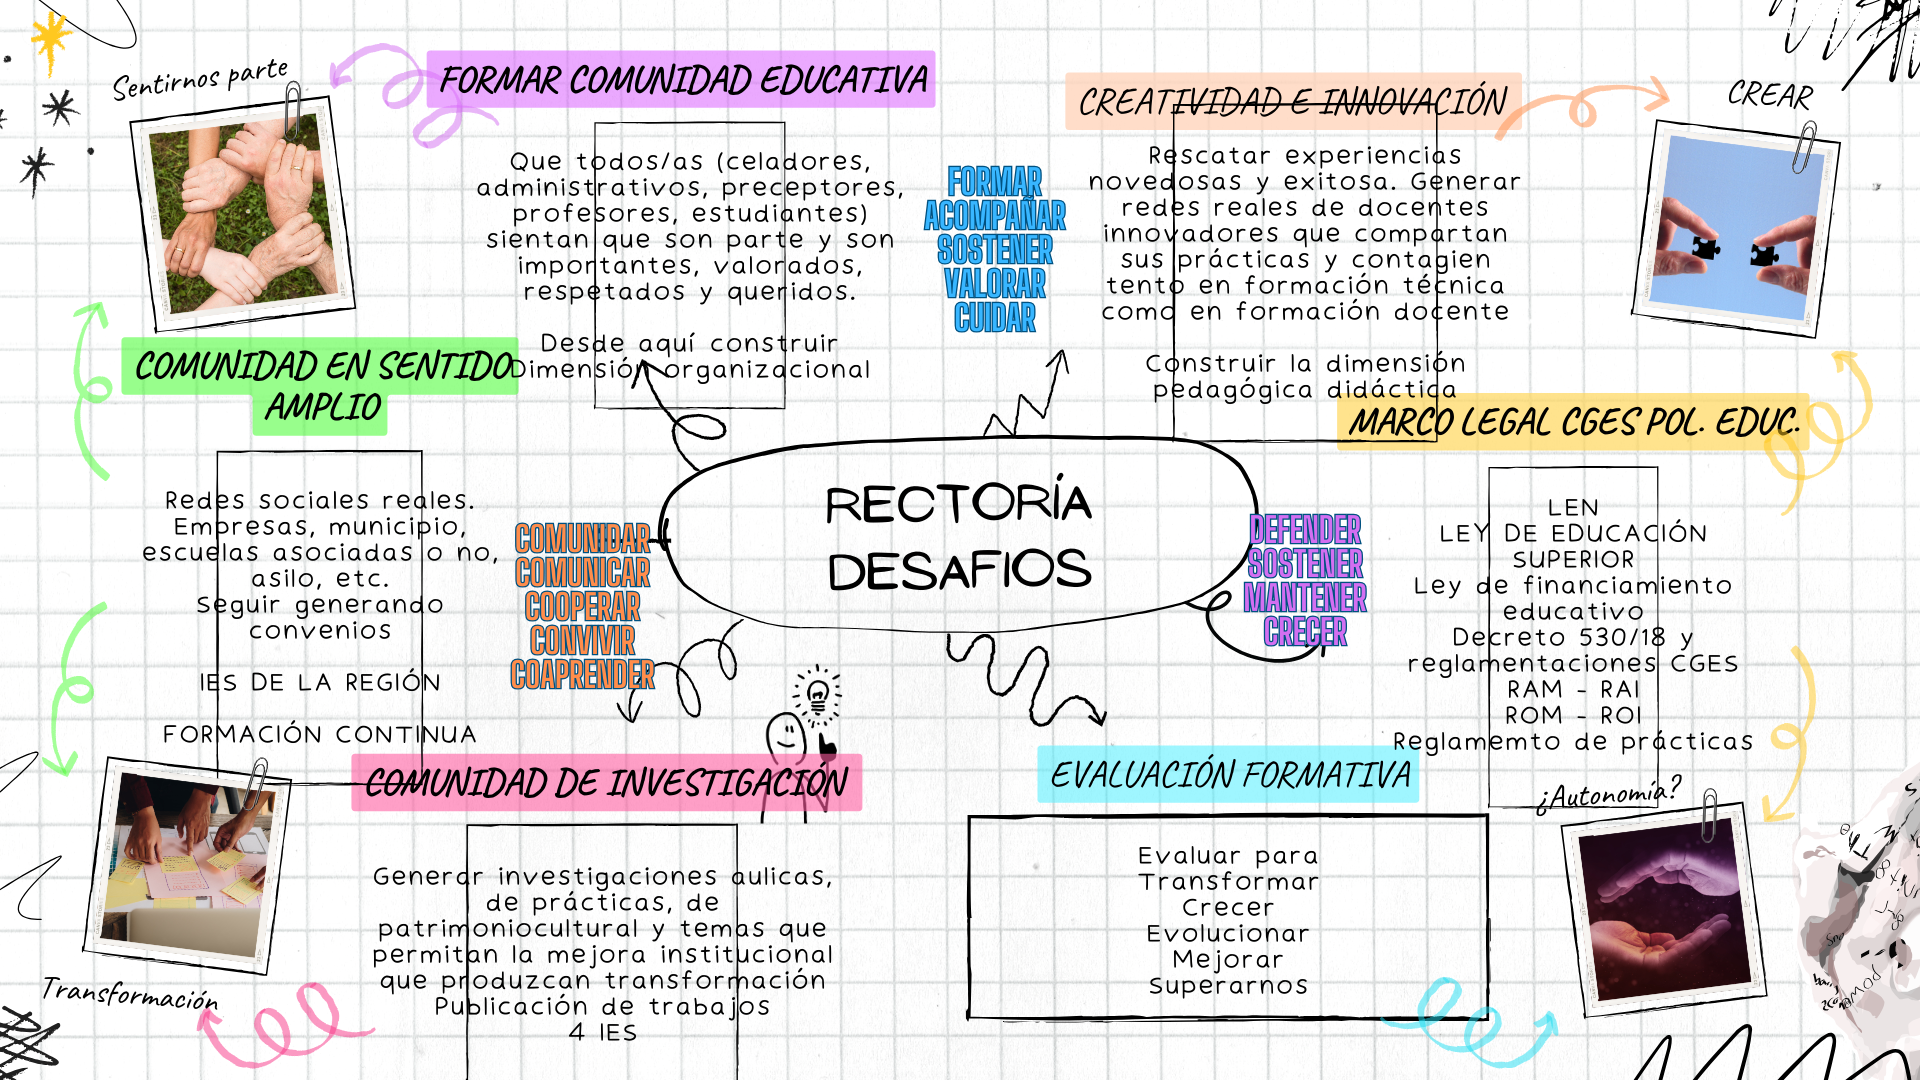 Sentirnos parte
FORMAR COMUNIDAD EDUCATIVA
Que todos/as (celadores,
administrativos, preceptores,
profesores, estudiantes)
sientan que son parte y son
importantes, valorados,
respetados y queridos.
Desde aquí construir
Dimensión organizacional
FORMAR
ACOMPAÑAR
SOSTENER
VALORAR
CUIDAR
CREATIVIDAD E INNOVACIÓN
CREAR
Rescatar experiencias
novedosas y exitosa. Generar
redes reales de docentes
innovadores que compartan
sus prácticas y contagien
tento en formación técnica
como en formación docente
Construir la dimensión
pedagógica didáctica
COMUNIDAD EN SENTIDO
AMPLIO
Redes sociales reales.
Empresas, municipio,
escuelas asociadas o no,
asilo, etc.
Seguir generando
convenios
IES DE LA REGIÓN
FORMACIÓN CONTINUA
COMUNIDAR
COMUNICAR
COOPERAR
CONVIVIR
COAPRENDER
RECTORÍA
DESAFIOS
DEFENDER
SOSTENER
MANTENER
CRECER
MARCO LEGAL CGES POL. EDUC.
LEN
LEY DE EDUCACIÓN
SUPERIOR
Ley de financiamiento
educativo
Decreto 530/18 y
reglamentaciones CGES
RAM - RAI
ROM - ROI
Reglamemto de prácticas
¿Autonomía?
COMUNIDAD DE INVESTIGACIÓN
Generar investigaciones aulicas,
de prácticas, de
patrimoniocultural y temas que
permitan la mejora institucional
que produzcan transformación
Publicación de trabajos
4 IES
Transformación
EVALUACIÓN FORMATIVA
Evaluar para
Transformar
Crecer
Evolucionar
Mejorar
Superarnos